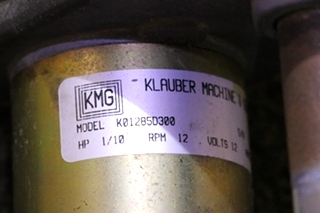 KMG KLAUBER MACHINE &
MODEL K01285D300
HP 1/10 RPM 12 VOLTS 12